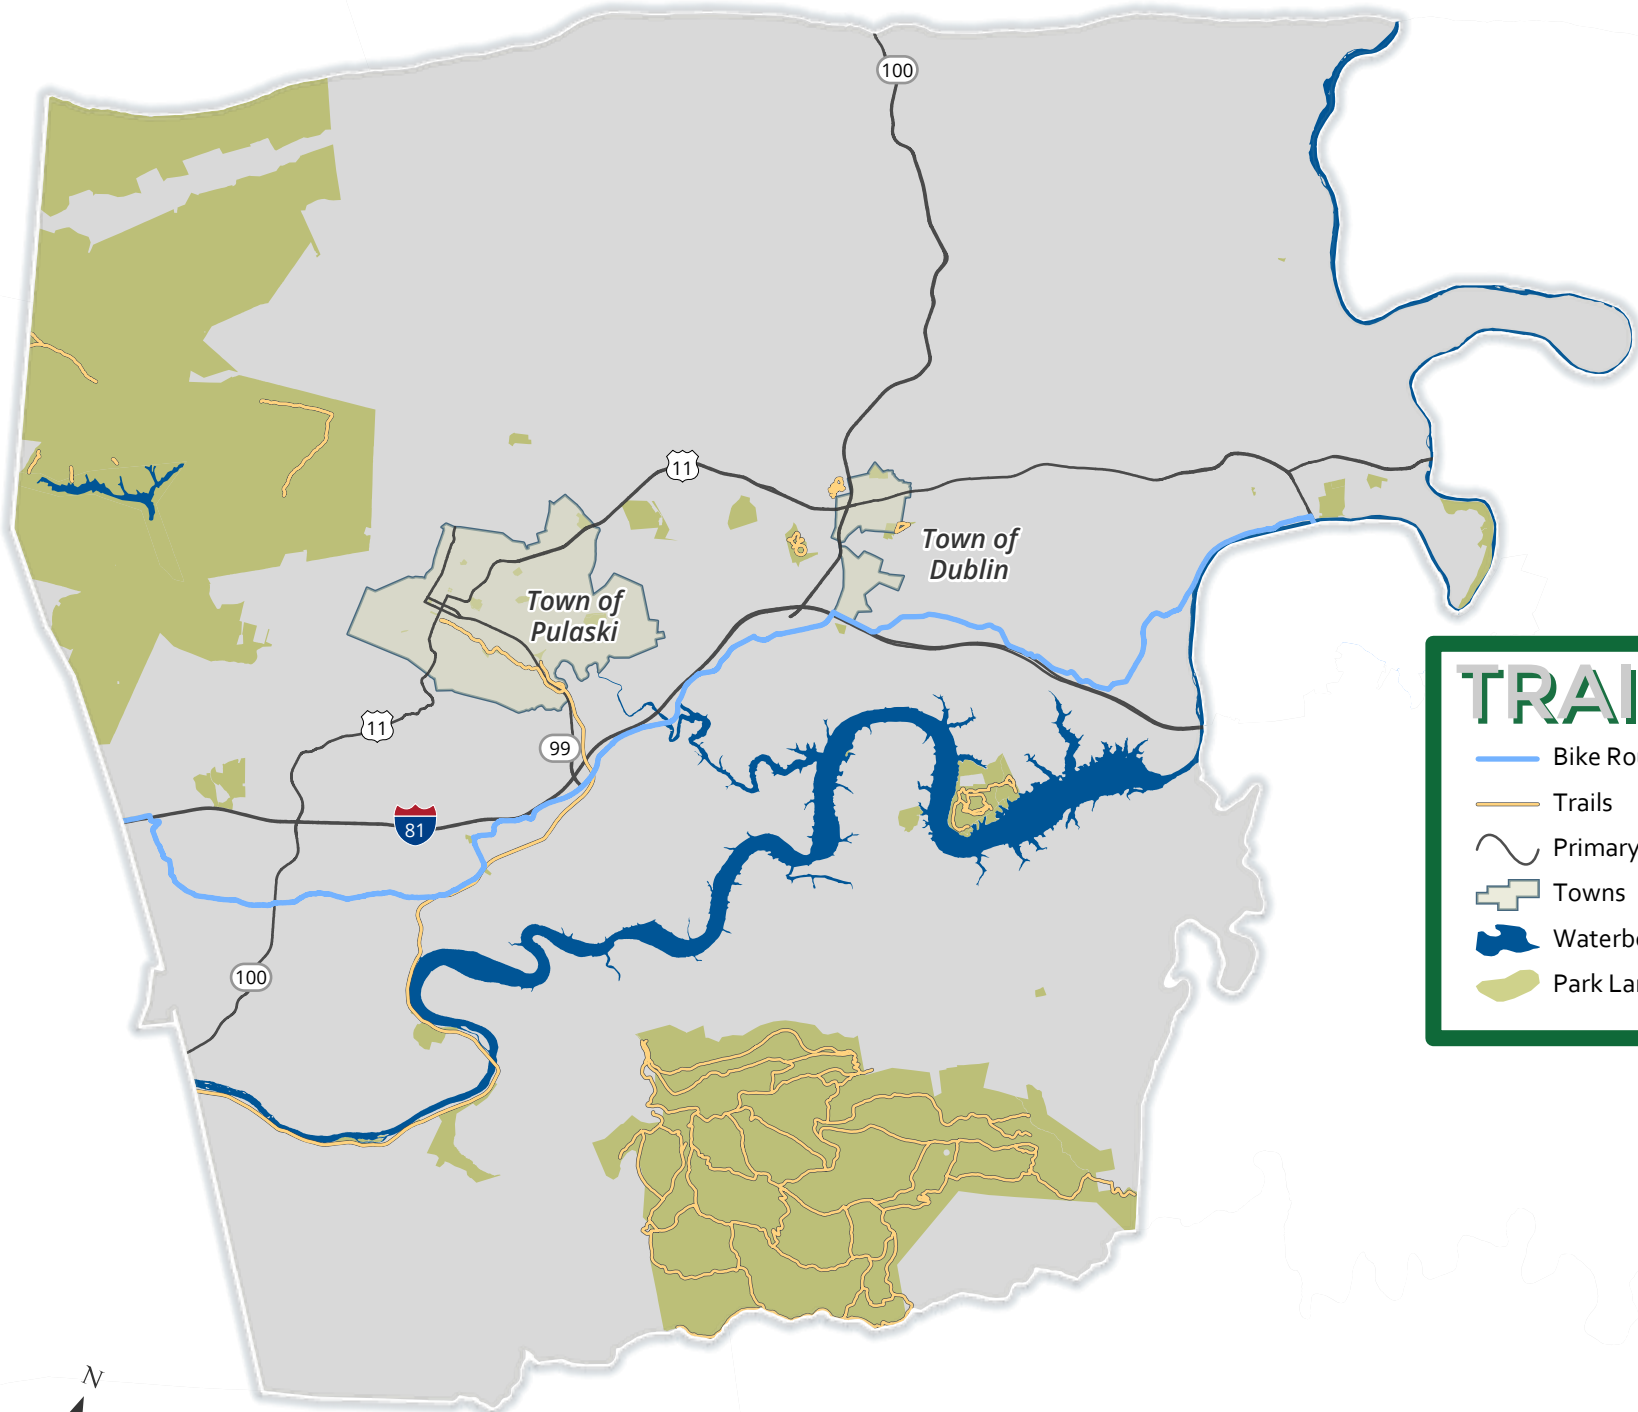 100
11
Town of
Dublin
Town of
Pulaski
11
99
81
100
TRAI
Bike Ro
Trails
Primary
Towns
Waterb
Park La
N